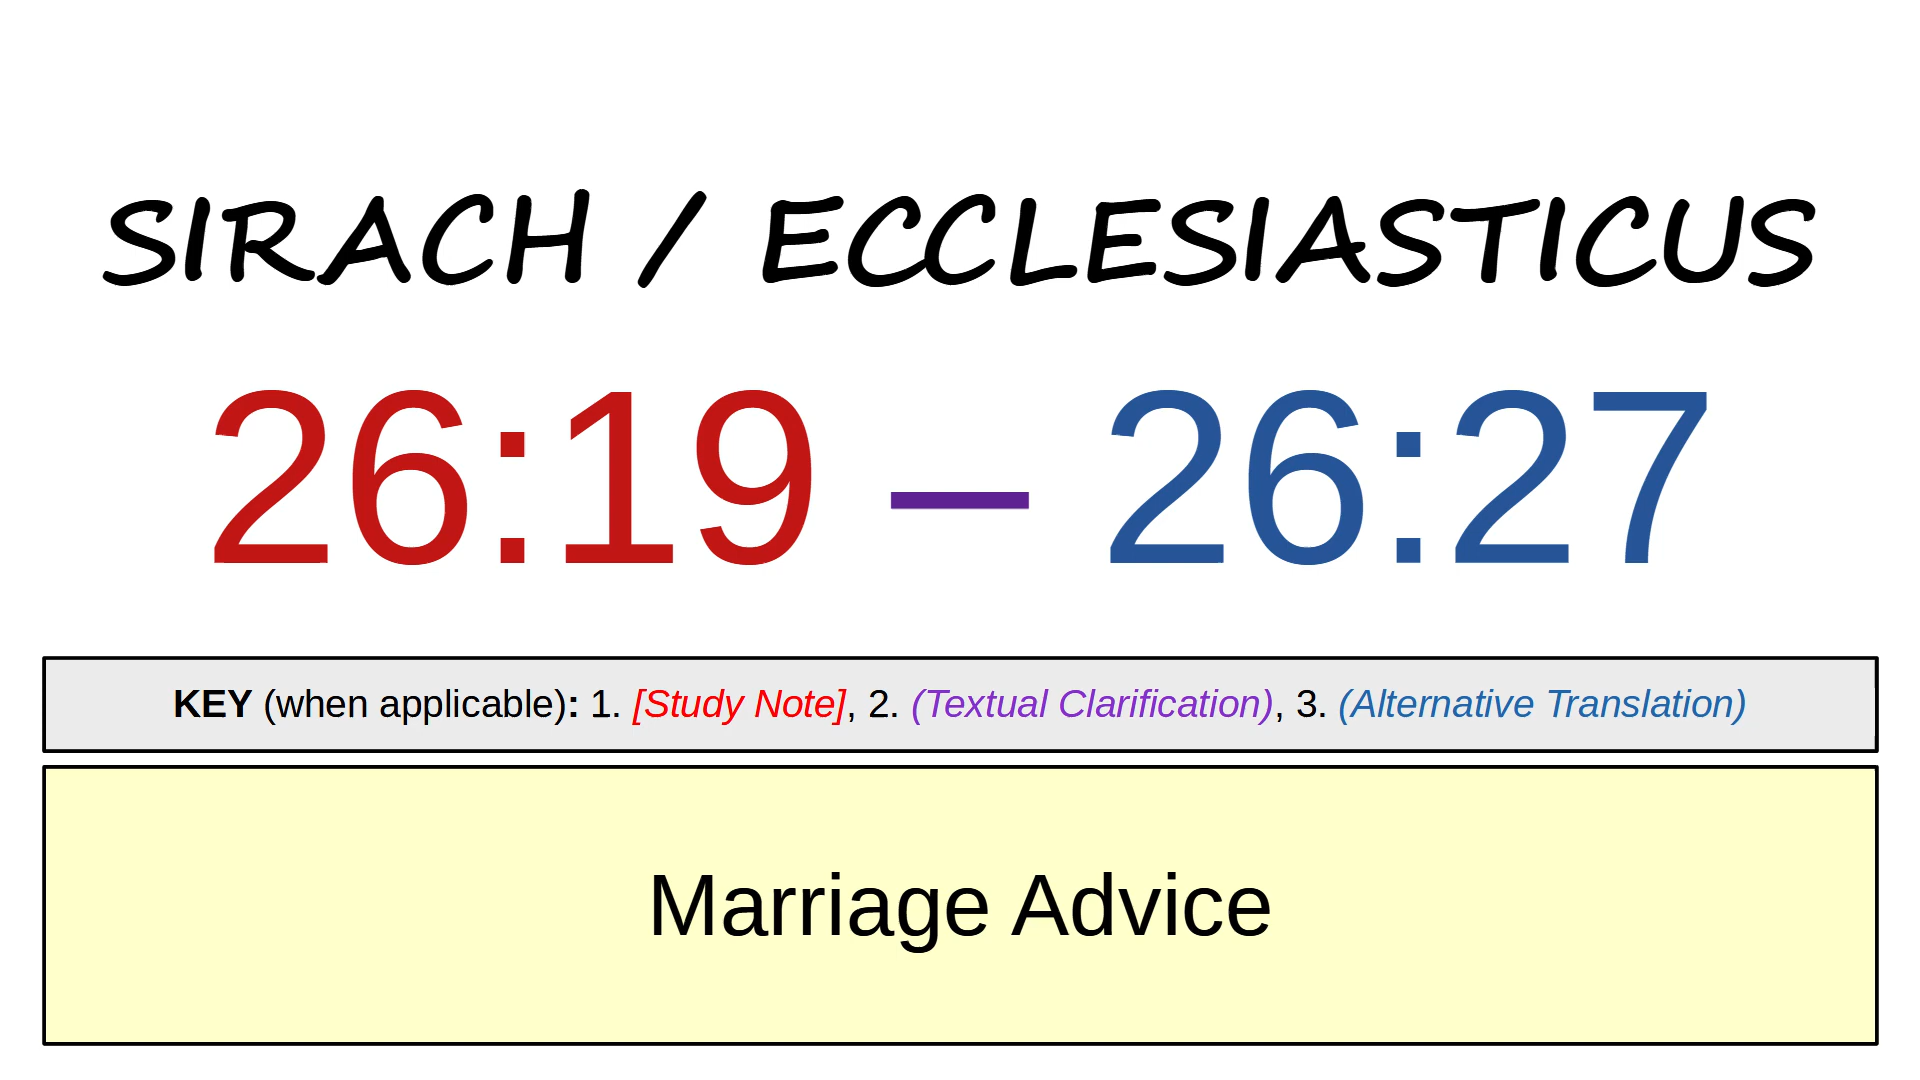 SIRACH / ECCLESIASTICUS
26:19 – 26:27
KEY (when applicable): 1. [Study Note], 2. (Textual Clarification), 3. (Alternative Translation)
Marriage Advice